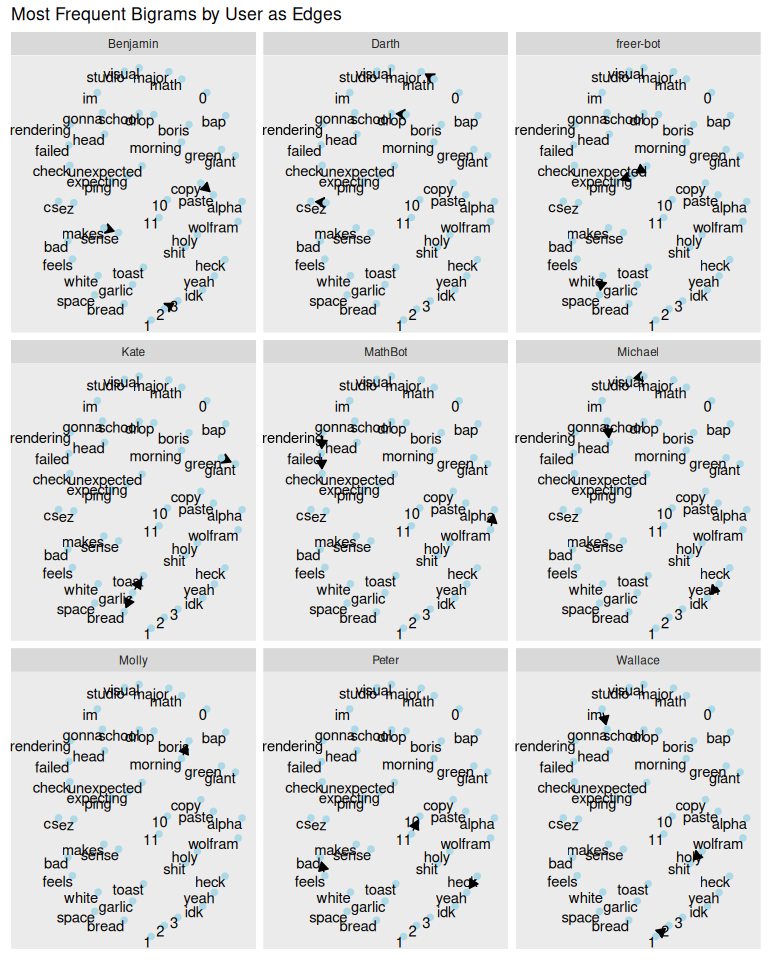 Most Frequent Bigrams by User as Edges
Benjamin
studio visual major
math
im 0
gonna school drop bap
rendering boris
head
failed morning green
giant
check unexpected
expecting
ping copy
cs ez 10 paste alpha
11 wolfram
makes sense holy
bad shit
feels toast heck
white garlic yeah
space bread idk
1 2 3
Darth
studio visual major
math
im 0
gonna school drop bap
rendering boris
head
failed morning green
giant
check unexpected
expecting
ping copy
cs ez 10 paste alpha
11 wolfram
makes sense holy
bad shit
feels toast heck
white garlic yeah
space bread idk
1 2 3
freer-bot
studio visual major
math
im 0
gonna school drop bap
rendering boris
head
failed morning green
giant
check unexpected
expecting
ping copy
cs ez 10 paste alpha
11 wolfram
makes sense holy
bad shit
feels toast heck
white garlic yeah
space bread idk
1 2 3
Kate
studio visual major
math
im 0
gonna school drop bap
rendering boris
head
failed morning green
giant
check unexpected
expecting
ping copy
cs ez 10 paste alpha
11 wolfram
makes sense holy
bad shit
feels toast heck
white garlic yeah
space bread idk
1 2 3
MathBot
studio visual major
math
im 0
gonna school drop bap
rendering boris
head
failed morning green
giant
check unexpected
expecting
ping copy
cs ez 10 paste alpha
11 wolfram
makes sense holy
bad shit
feels toast heck
white garlic yeah
space bread idk
1 2 3
Michael
studio visual major
math
im 0
gonna school drop bap
rendering boris
head
failed morning green
giant
check unexpected
expecting
ping copy
cs ez 10 paste alpha
11 wolfram
makes sense holy
bad shit
feels toast heck
white garlic yeah
space bread idk
1 2 3
Molly
studio visual major
math
im 0
gonna school drop bap
rendering boris
head
failed morning green
giant
check unexpected
expecting
ping copy
cs ez 10 paste alpha
11 wolfram
makes sense holy
bad shit
feels toast heck
white garlic yeah
space bread idk
1 2 3
Peter
studio visual major
math
im 0
gonna school drop bap
rendering boris
head
failed morning green
giant
check unexpected
expecting
ping copy
cs ez 10 paste alpha
11 wolfram
makes sense holy
bad shit
feels toast heck
white garlic yeah
space bread idk
1 2 3
Wallace
studio visual major
math
im 0
gonna school drop bap
rendering boris
head
failed morning green
giant
check unexpected
expecting
ping copy
cs ez 10 paste alpha
11 wolfram
makes sense holy
bad shit
feels toast heck
white garlic yeah
space bread idk
1 2 3